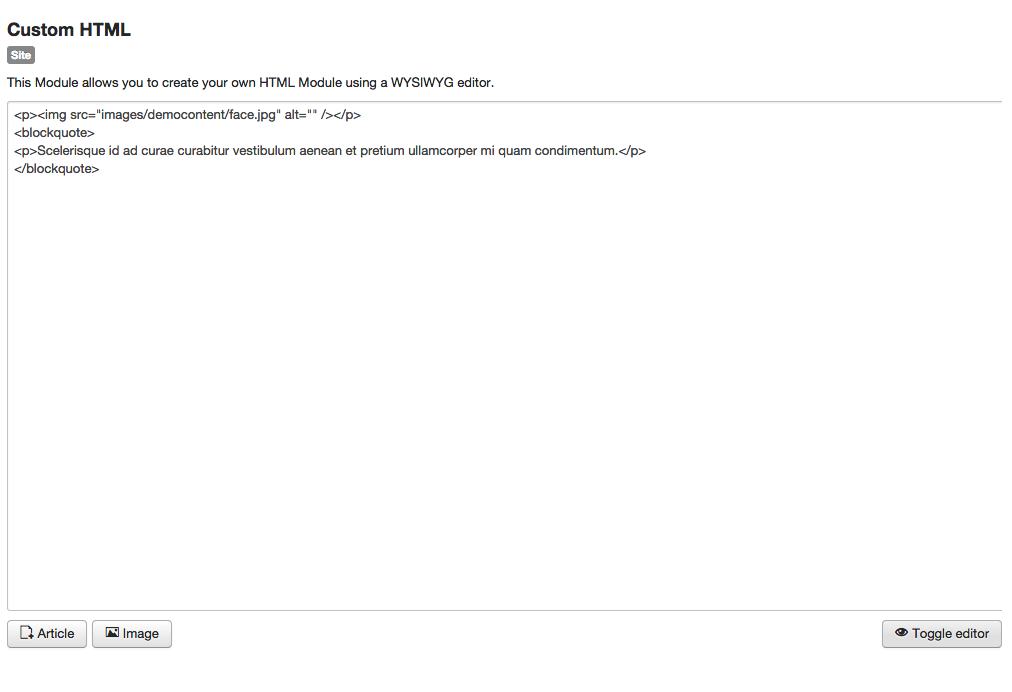 Custom HTML
Site
This Module allows you to create your own HTML Module using a WYSIWYG editor.
<p><img src="images/democontent/face.jpg" alt="" /></p>
<blockquote>
<p>Scelerisque id ad curae curabitur vestibulum aenean et pretium ullamcorper mi quam condimentum.</p>
</blockquote>
Article Image Toggle editor